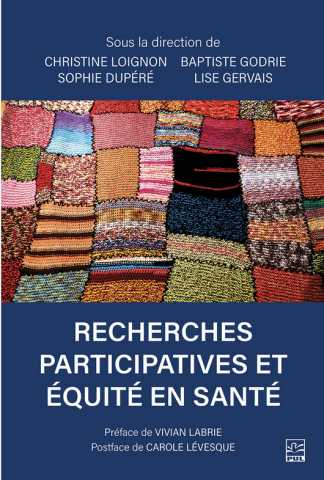 Sous la direction de
CHRISTINE LOIGNON BAPTISTE GODRIE
SOPHIE DUPÉRÉ LISE GERVAIS
RECHERCHES
PARTICIPATIVES ET
ÉQUITÉ EN SANTÉ
Préface de VIVIAN LABRIE
Postface de CAROLE LÉVESQUE
PUL